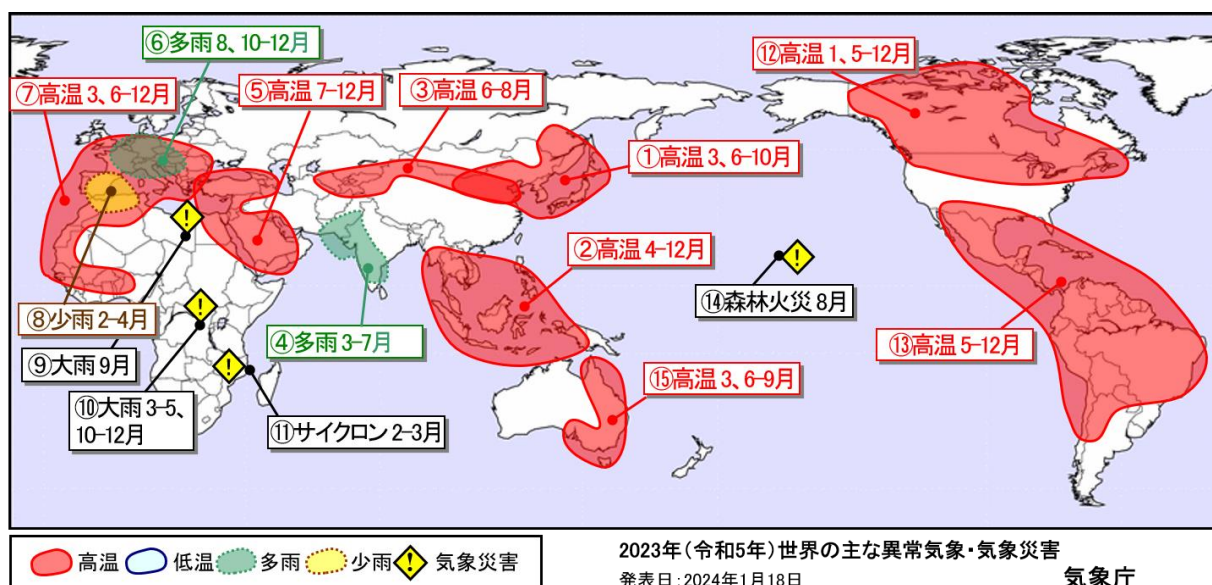 ⑥多雨 8、10-12月
⑫高温 1、5-12月
⑦高温 3、6-12月
⑤高温 7-12月
③高温 6-8月
①高温 3、6-10月
②高温 4-12月
⑭森林火災 8月
⑧少雨 2-4月
④多雨 3-7月
⑬高温 5-12月
⑨大雨 9月
⑮高温 3、6-9月
⑩大雨 3-5、
10-12月
⑪サイクロン 2-3月
高温 低温 多雨 少雨 気象災害
2023年(令和5年)世界の主な異常気象・気象災害
発表日:2024年1月18日
気象庁